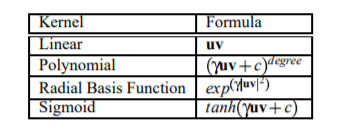 Kernel Formula
Linear uv
Polynomial (γuv+c)^degree
Radial Basis Function exp^(γ|uv|^2)
Sigmoid tanh(γuv+c)